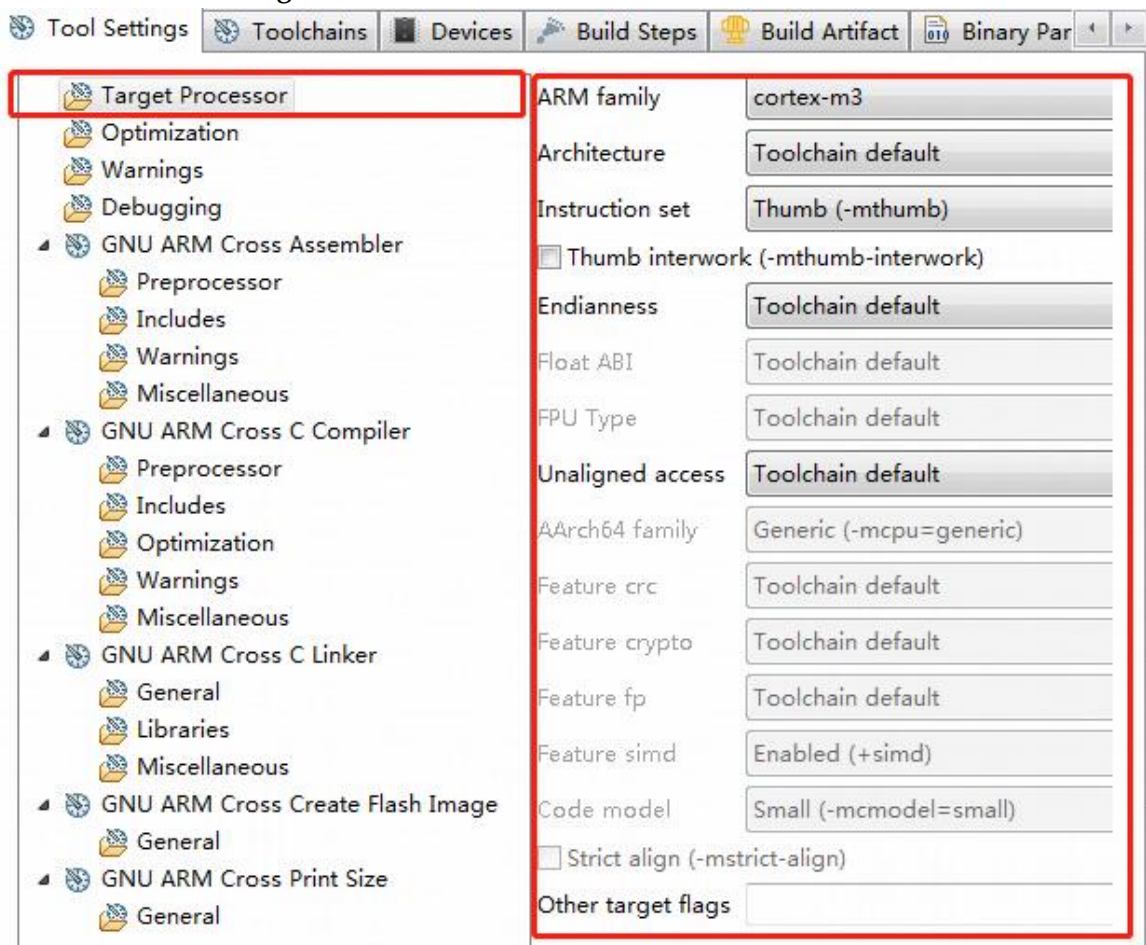 Tool Settings Toolchains Devices Build Steps Build Artifact Binary Par
Target Processor
Optimization
Warnings
Debugging
GNU ARM Cross Assembler
Preprocessor
Includes
Warnings
Miscellaneous
GNU ARM Cross C Compiler
Preprocessor
Includes
Optimization
Warnings
Miscellaneous
GNU ARM Cross C Linker
General
Libraries
Miscellaneous
GNU ARM Cross Create Flash Image
General
GNU ARM Cross Print Size
General
ARM family cortex-m3
Architecture Toolchain default
Instruction set Thumb (-mthumb)
Thumb interwork (-mthumb-interwork)
Endianness Toolchain default
Float ABI Toolchain default
FPU Type Toolchain default
Unaligned access Toolchain default
AArch64 family Generic (-mcpu=generic)
Feature crc Toolchain default
Feature crypto Toolchain default
Feature fp Toolchain default
Feature simd Enabled (+simd)
Code model Small (-mcmodel=small)
Strict align (-mstrict-align)
Other target flags